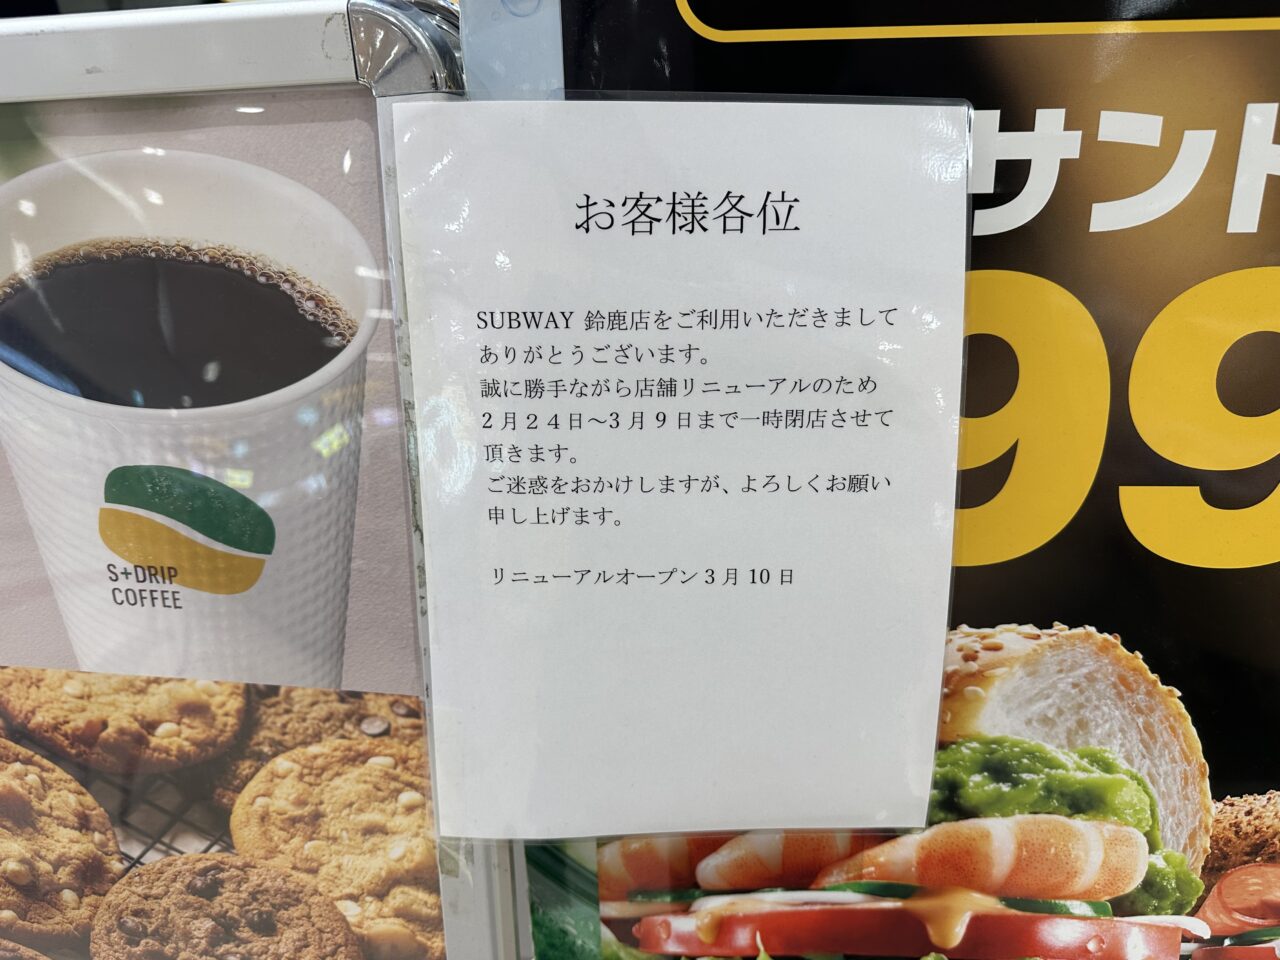 お客様各位
SUBWAY 鈴鹿店をご利用いただきまして
ありがとうございます。
誠に勝手ながら店舗リニューアルのため
２月２４日～3 月 9 日まで一時閉店させて
頂きます。
ご迷惑をおかけしますが、よろしくお願い
申し上げます。
リニューアルオープン 3 月 10 日
S+DRIP
COFFEE
サンド
99